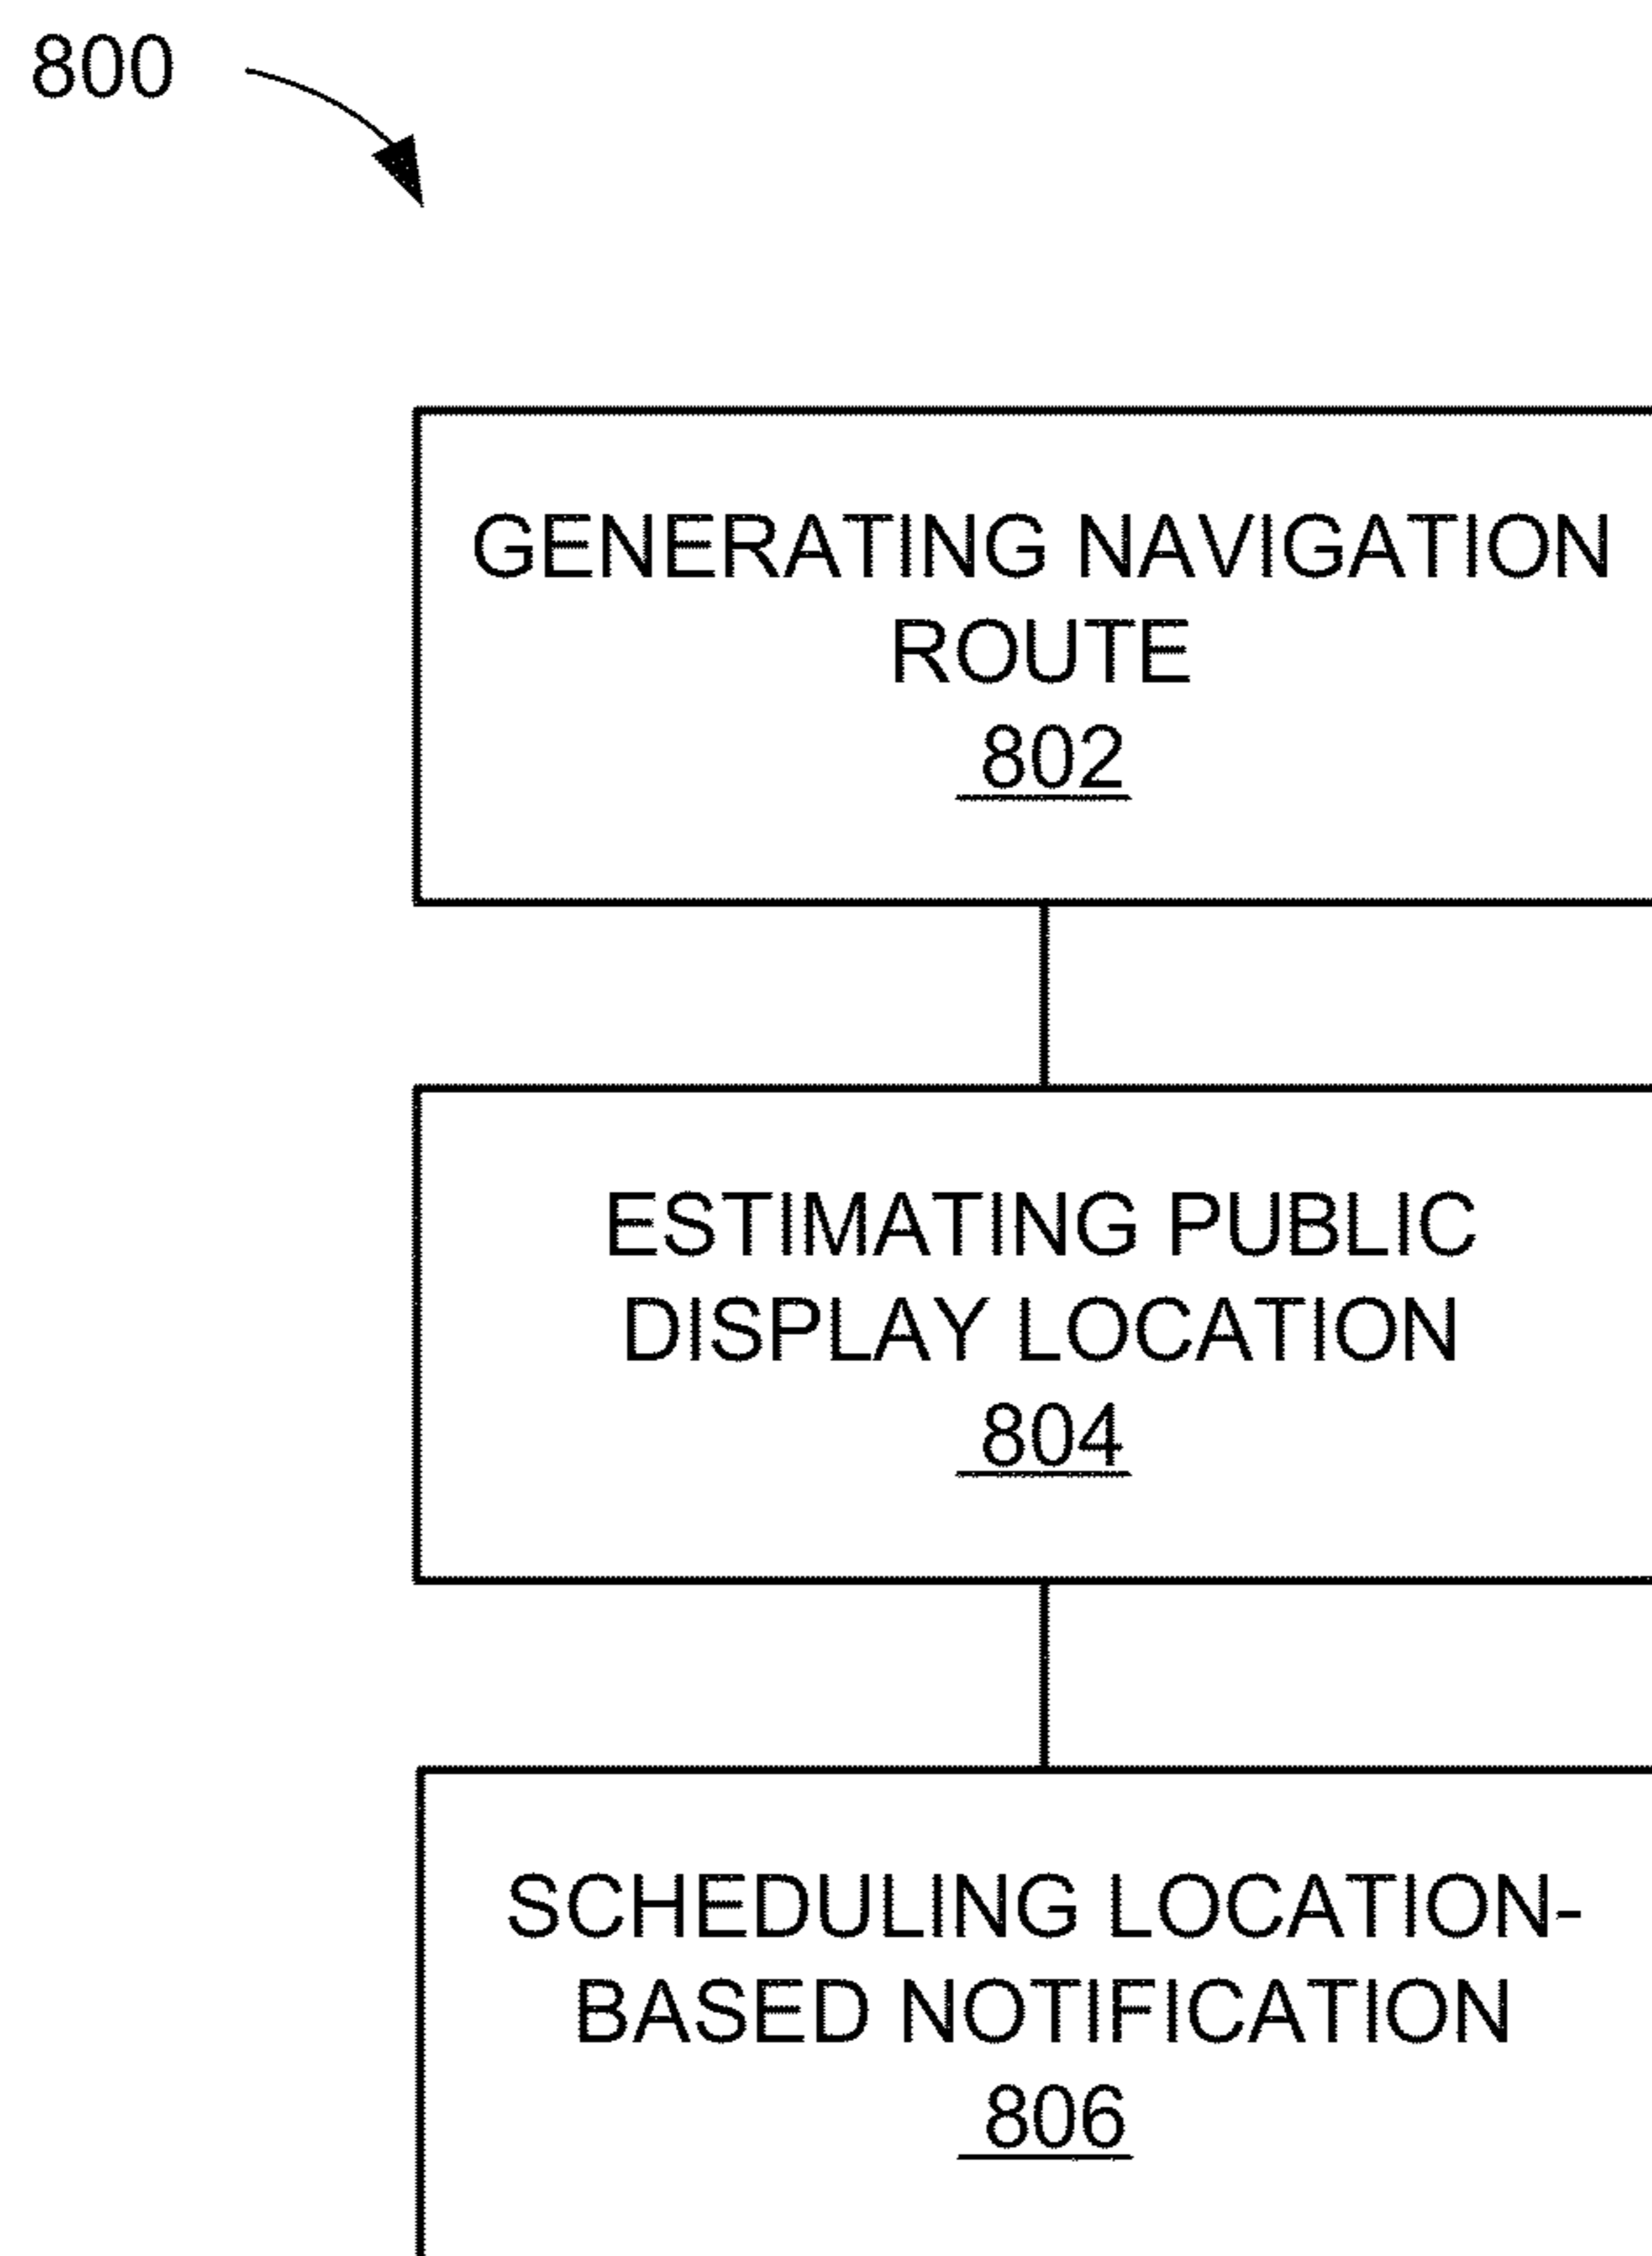 800
GENERATING NAVIGATION
ROUTE
802
ESTIMATING PUBLIC
DISPLAY LOCATION
804
SCHEDULING LOCATION-
BASED NOTIFICATION
806